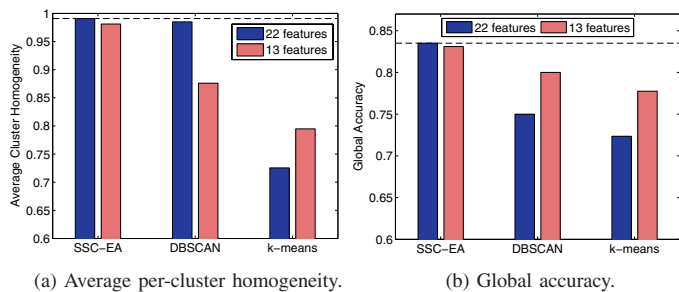 1
0.95
0.9
0.85
0.8
0.75
0.7
0.65
0.6
Average Cluster Homogeneity
22 features
13 features
SSC−EA DBSCAN k−means
(a) Average per-cluster homogeneity.
0.85
0.8
0.75
0.7
0.65
0.6
Global Accuracy
22 features 13 features
SSC−EA DBSCAN k−means
(b) Global accuracy.